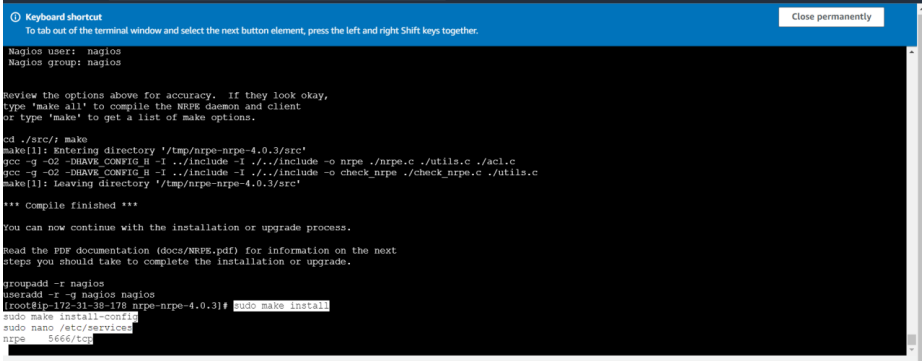 Keyboard shortcut
To tab out of the terminal window and select the next button element, press the left and right Shift keys together.
Close permanently
Nagios user:  nagios
Nagios group: nagios
Review the options above for accuracy.  If they look okay,
type 'make all' to compile the NRPE daemon and client
or type 'make' to get a list of make options.
cd ./src/; make
make[1]: Entering directory '/tmp/nrpe-nrpe-4.0.3/src'
gcc -g -O2 -DHAVE_CONFIG_H -I ../include -I ./../include -o nrpe ./nrpe.c ./utils.c ./acl.c
gcc -g -O2 -DHAVE_CONFIG_H -I ../include -I ./../include -o check_nrpe ./check_nrpe.c ./utils.c
make[1]: Leaving directory '/tmp/nrpe-nrpe-4.0.3/src'
*** Compile finished ***
You can now continue with the installation or upgrade process.
Read the PDF documentation (docs/NRPE.pdf) for information on the next
steps you should take to complete the installation or upgrade.
groupadd -r nagios
useradd -r -g nagios nagios
[root@ip-172-31-38-178 nrpe-nrpe-4.0.3]# sudo make install
sudo make install-config
sudo nano /etc/services
nrpe    5666/tcp